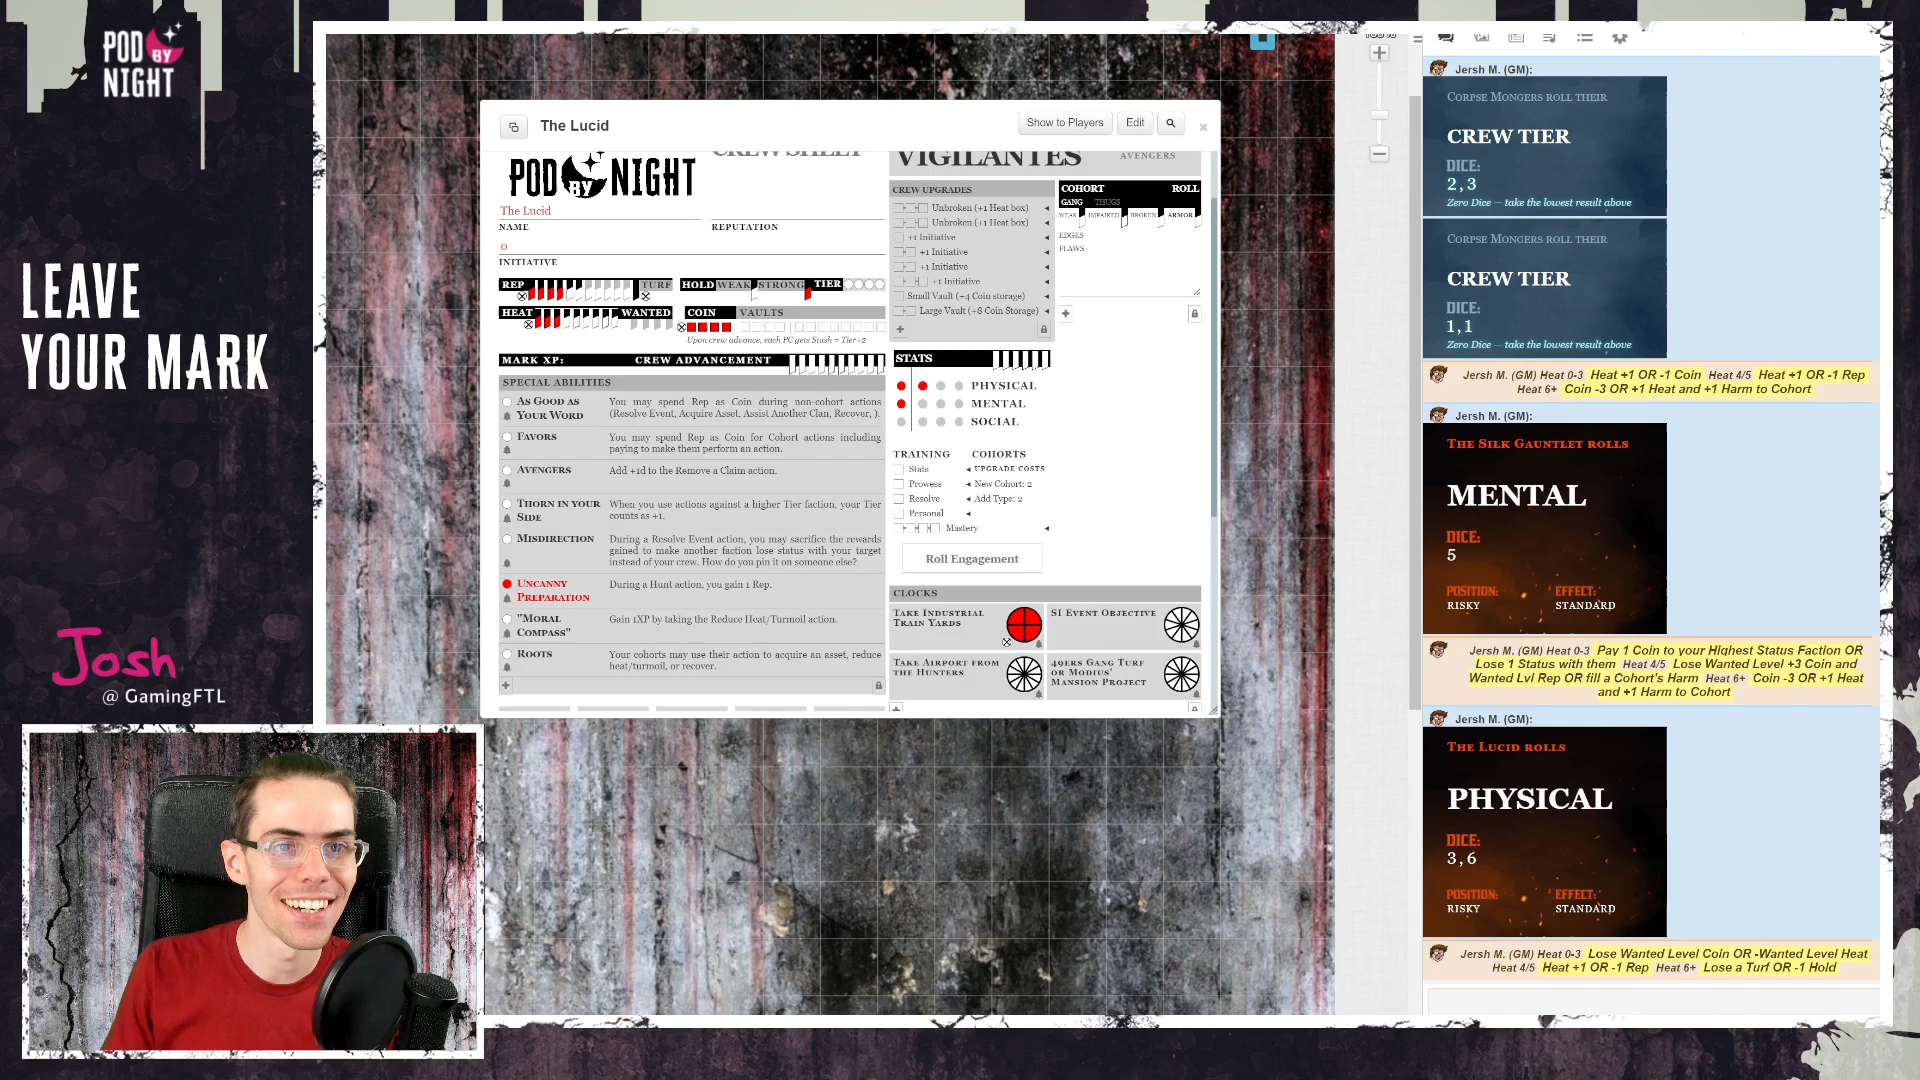 POD
BY
NIGHT
LEAVE
YOUR MARK
Josh
@ GamingFTL
The Lucid
Show to Players
Edit
CREW SHEET
POD BY NIGHT
The Lucid
NAME
REPUTATION
0
INITIATIVE
REP
TURF
HOLD WEAK STRONG TIER
HEAT
WANTED
COIN VAULTS
Upon crew advance, each PC gets Stash = Tier+2
MARK XP: CREW ADVANCEMENT
SPECIAL ABILITIES
As Good as Your Word
You may spend Rep as Coin during non-cohort actions
(Resolve Event, Acquire Asset, Assist Another Clan, Recover, ).
Favors
You may spend Rep as Coin for Cohort actions including
paying to make them perform an action.
Avengers
Add +1d to the Remove a Claim action.
Thorn in your Side
When you use actions against a higher Tier faction, your Tier
counts as +1.
Misdirection
During a Resolve Event action, you may sacrifice the rewards
gained to make another faction lose status with your target
instead of your crew. How do you pin it on someone else?
Uncanny Preparation
During a Hunt action, you gain 1 Rep.
"Moral Compass"
Gain 1XP by taking the Reduce Heat/Turmoil action.
Roots
Your cohorts may use their action to acquire an asset, reduce
heat/turmoil, or recover.
VIGILANTES
AVENGERS
CREW UPGRADES
Unbroken (+1 Heat box)
Unbroken (+1 Heat box)
+1 Initiative
+1 Initiative
+1 Initiative
+1 Initiative
Small Vault (+4 Coin storage)
Large Vault (+8 Coin Storage)
COHORT ROLL
GANG THUGS
WEAK IMPAIRED BROKEN ARMOR
EDGES
FLAWS
STATS
PHYSICAL
MENTAL
SOCIAL
TRAINING
Stats
Prowess
Resolve
Personal
Mastery
COHORTS
UPGRADE COSTS
New Cohort: 2
Add Type: 2
Roll Engagement
CLOCKS
Take Industrial
Train Yards
SI Event Objective
Take Airport from
the Hunters
49ers Gang Turf
or Modius'
Mansion Project
Jersh M. (GM):
Corpse Mongers roll their
CREW TIER
DICE:
2,3
Zero Dice — take the lowest result above
Corpse Mongers roll their
CREW TIER
DICE:
1,1
Zero Dice — take the lowest result above
Jersh M. (GM) Heat 0-3 Heat +1 OR -1 Coin Heat 4/5 Heat +1 OR -1 Rep
Heat 6+ Coin -3 OR +1 Heat and +1 Harm to Cohort
Jersh M. (GM):
The Silk Gauntlet rolls
MENTAL
DICE:
5
POSITION: EFFECT:
RISKY STANDARD
Jersh M. (GM) Heat 0-3 Pay 1 Coin to your Highest Status Faction OR
Lose 1 Status with them Heat 4/5 Lose Wanted Level +3 Coin and
Wanted Lvl Rep OR fill a Cohort's Harm Heat 6+ Coin -3 OR +1 Heat
and +1 Harm to Cohort
Jersh M. (GM):
The Lucid rolls
PHYSICAL
DICE:
3,6
POSITION: EFFECT:
RISKY STANDARD
Jersh M. (GM) Heat 0-3 Lose Wanted Level Coin OR -Wanted Level Heat
Heat 4/5 Heat +1 OR -1 Rep Heat 6+ Lose a Turf OR -1 Hold